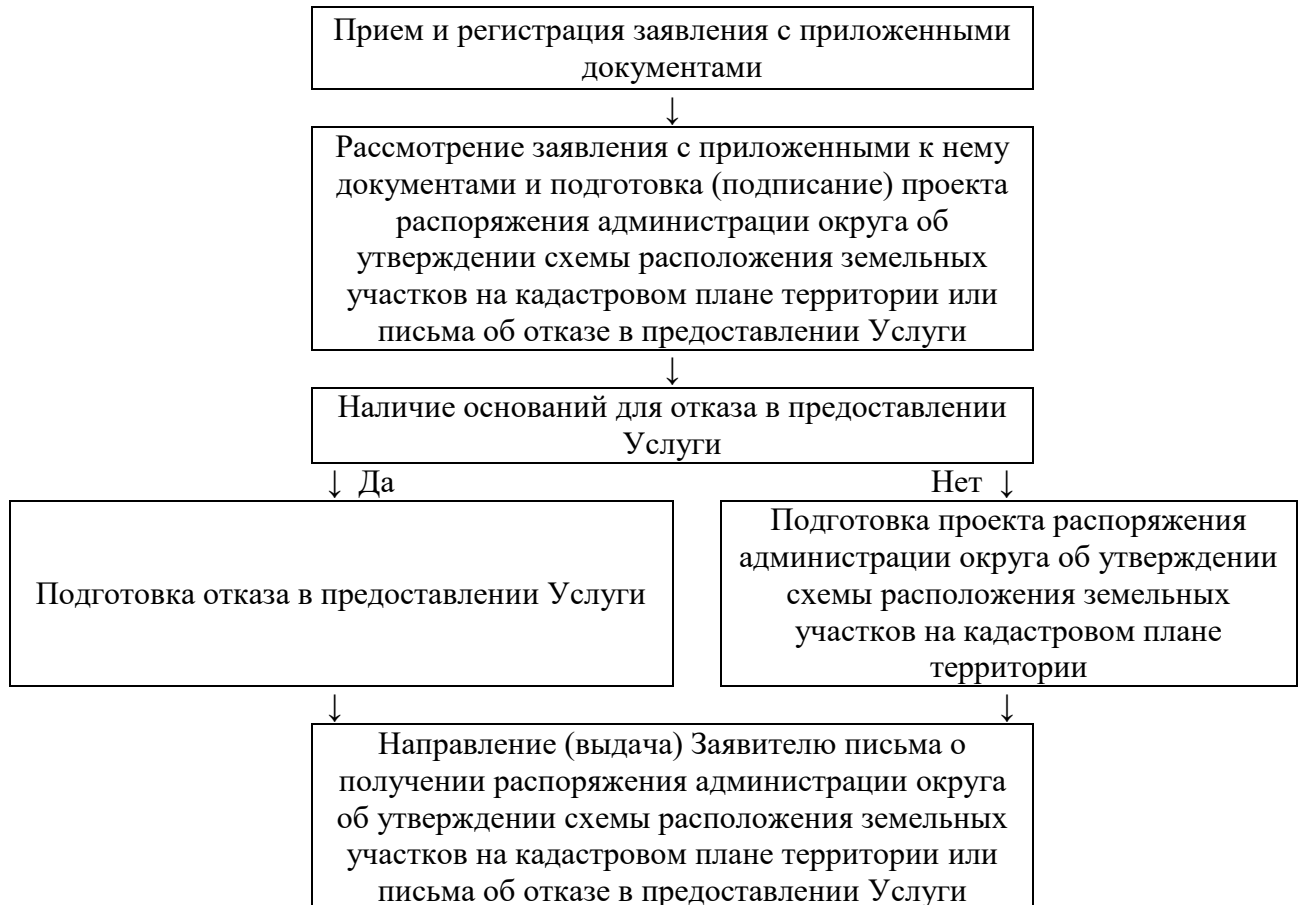 Прием и регистрация заявления с приложенными
документами
↓
Рассмотрение заявления с приложенными к нему
документами и подготовка (подписание) проекта
распоряжения администрации округа об
утверждении схемы расположения земельных
участков на кадастровом плане территории или
письма об отказе в предоставлении Услуги
↓
Наличие оснований для отказа в предоставлении
Услуги
↓ Да
Нет ↓
Подготовка отказа в предоставлении Услуги
Подготовка проекта распоряжения
администрации округа об утверждении
схемы расположения земельных
участков на кадастровом плане
территории
↓ ↓
Направление (выдача) Заявителю письма о
получении распоряжения администрации округа
об утверждении схемы расположения земельных
участков на кадастровом плане территории или
письма об отказе в предоставлении Услуги